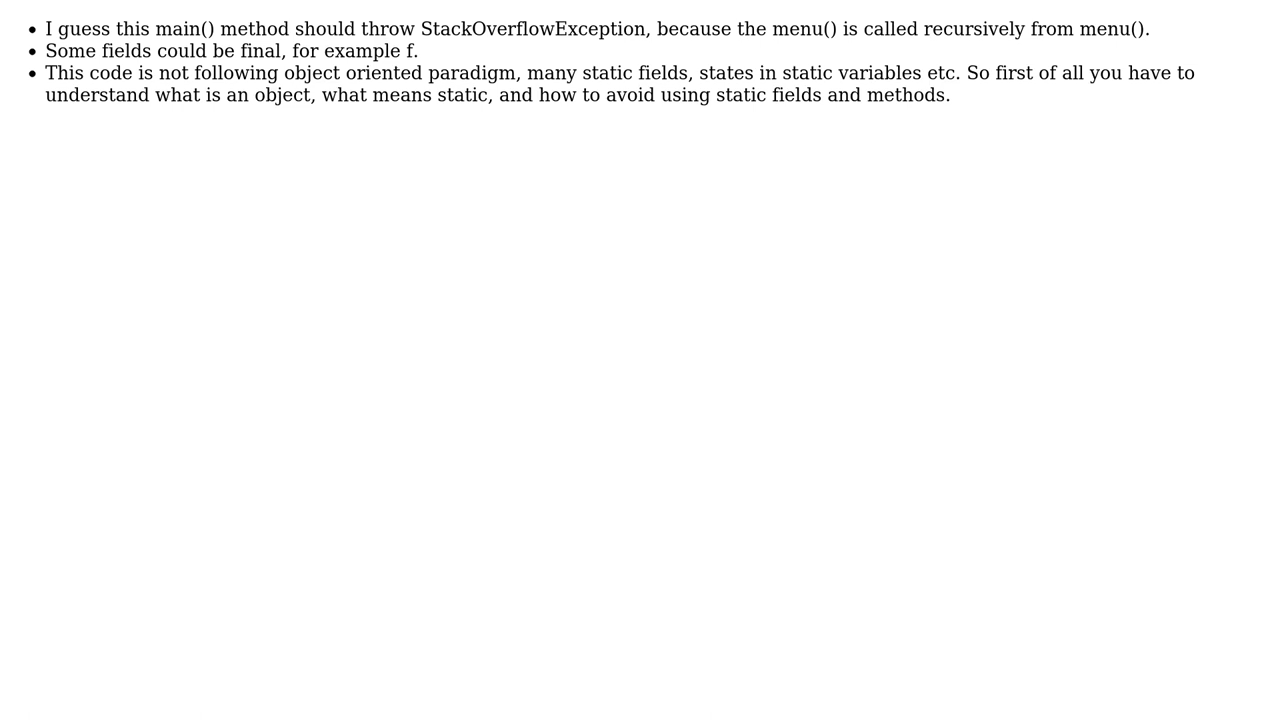 • I guess this main() method should throw StackOverflowException, because the menu() is called recursively from menu().
• Some fields could be final, for example f.
• This code is not following object oriented paradigm, many static fields, states in static variables etc. So first of all you have to
understand what is an object, what means static, and how to avoid using static fields and methods.